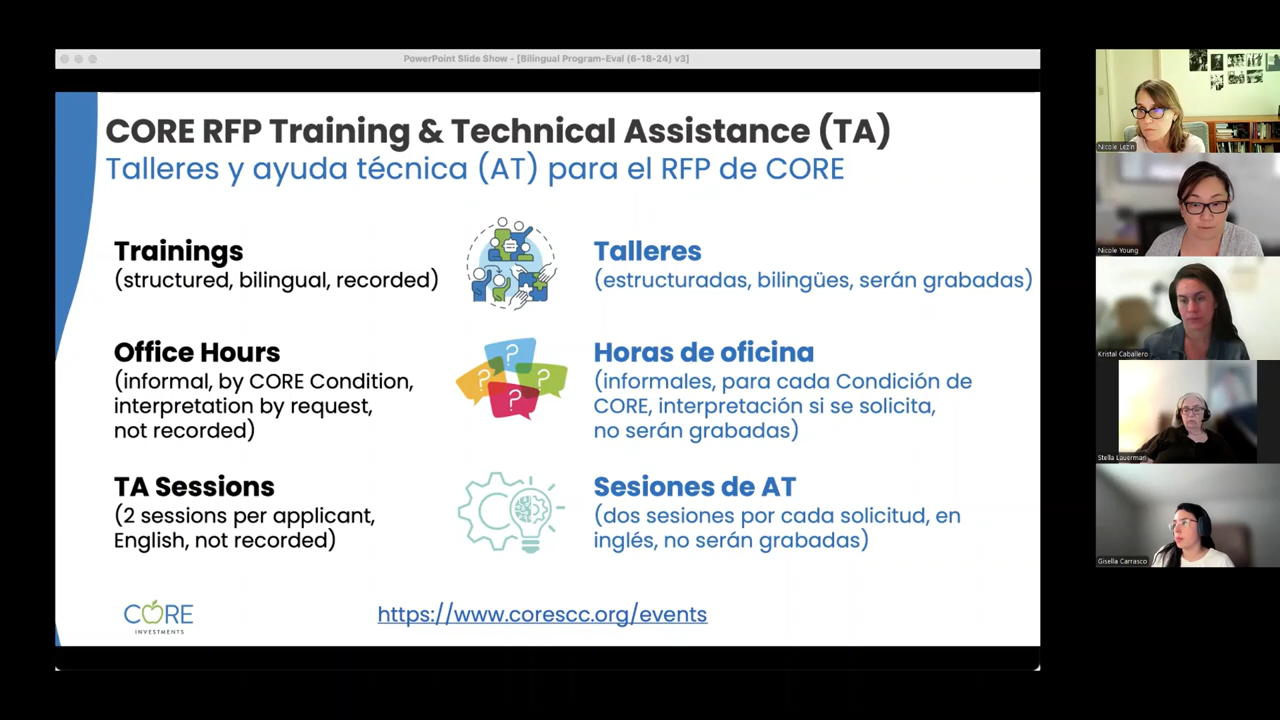 PowerPoint Slide Show - [Bilingual Program-Eval (6-18-24) v3]
CORE RFP Training & Technical Assistance (TA)
Talleres y ayuda técnica (AT) para el RFP de CORE
Trainings
(structured, bilingual, recorded)
Talleres
(estructuradas, bilingües, serán grabadas)
Office Hours
(informal, by CORE Condition,
interpretation by request,
not recorded)
? ? ? ?
Horas de oficina
(informales, para cada Condición de
CORE, interpretación si se solicita,
no serán grabadas)
TA Sessions
(2 sessions per applicant,
English, not recorded)
Sesiones de AT
(dos sesiones por cada solicitud, en
inglés, no serán grabadas)
CORE
INVESTMENTS
https://www.corescc.org/events
Nicole Lezin
Nicole Young
Kristal Caballero
Stella Lauerman
Gisella Carrasco